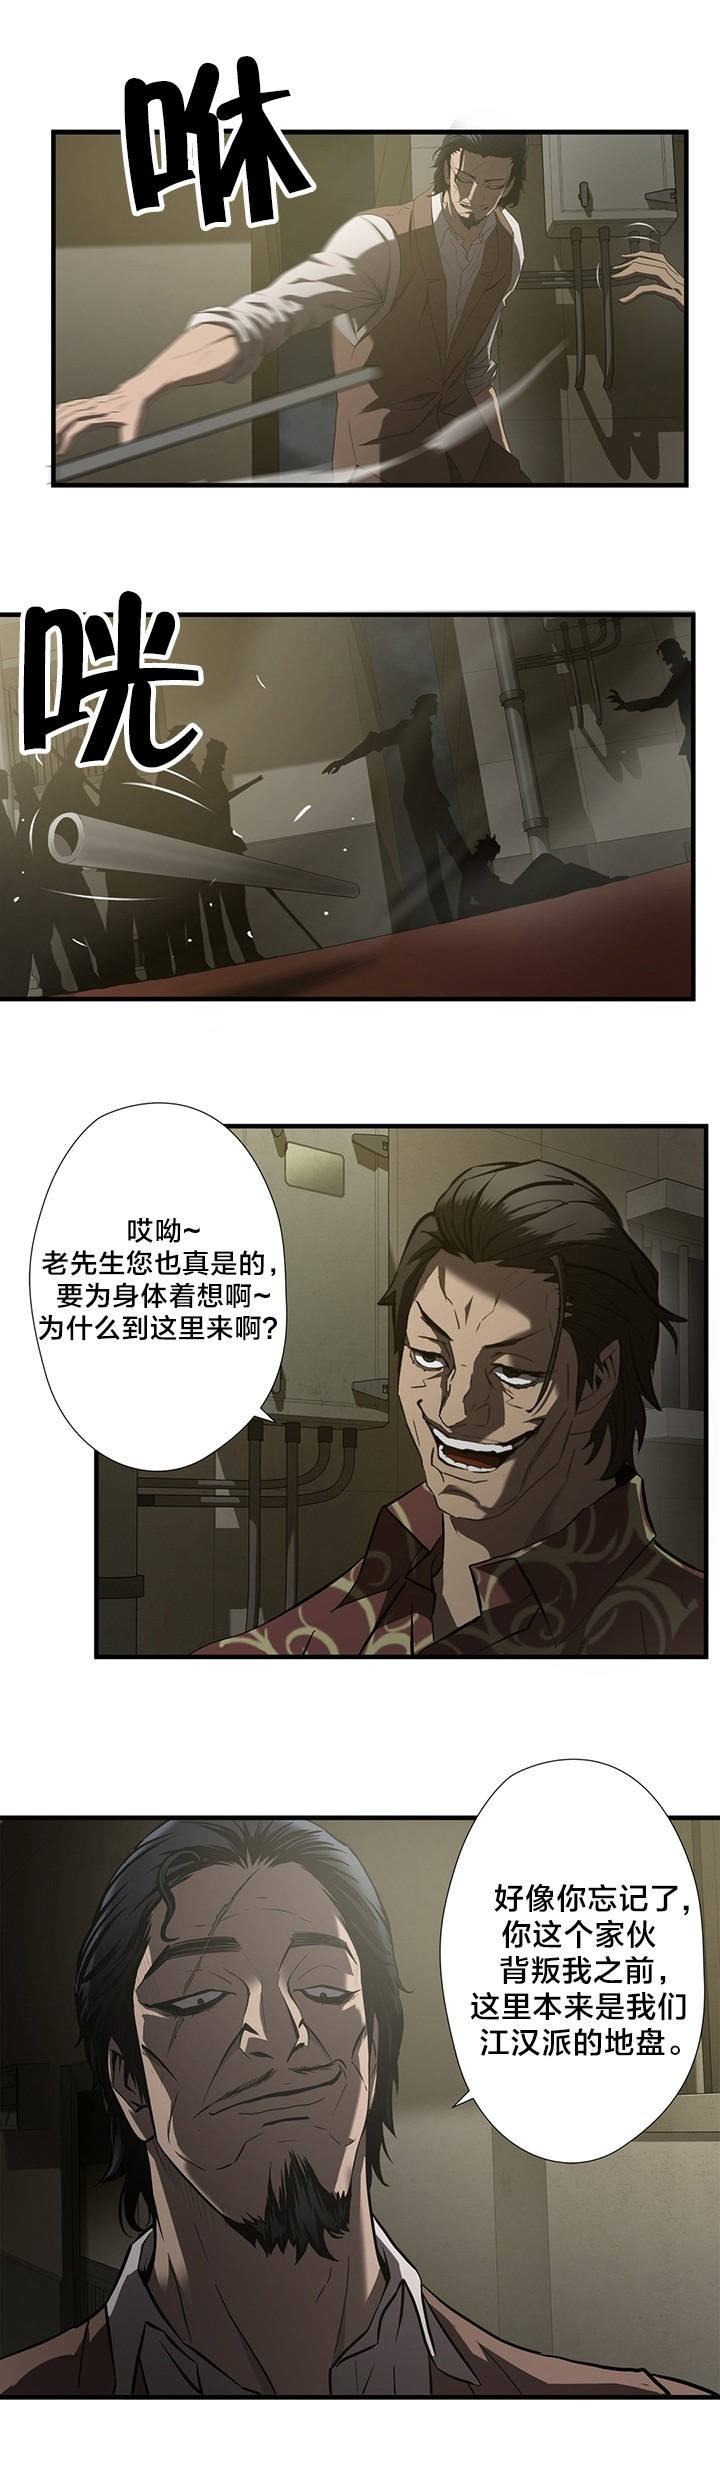 咻
咣
哎呦~
老先生您也真是的，
要为身体着想啊~
为什么到这里来啊？
好像你忘记了，
你这个家伙
背叛我之前，
这里本来是我们
江汉派的地盘。